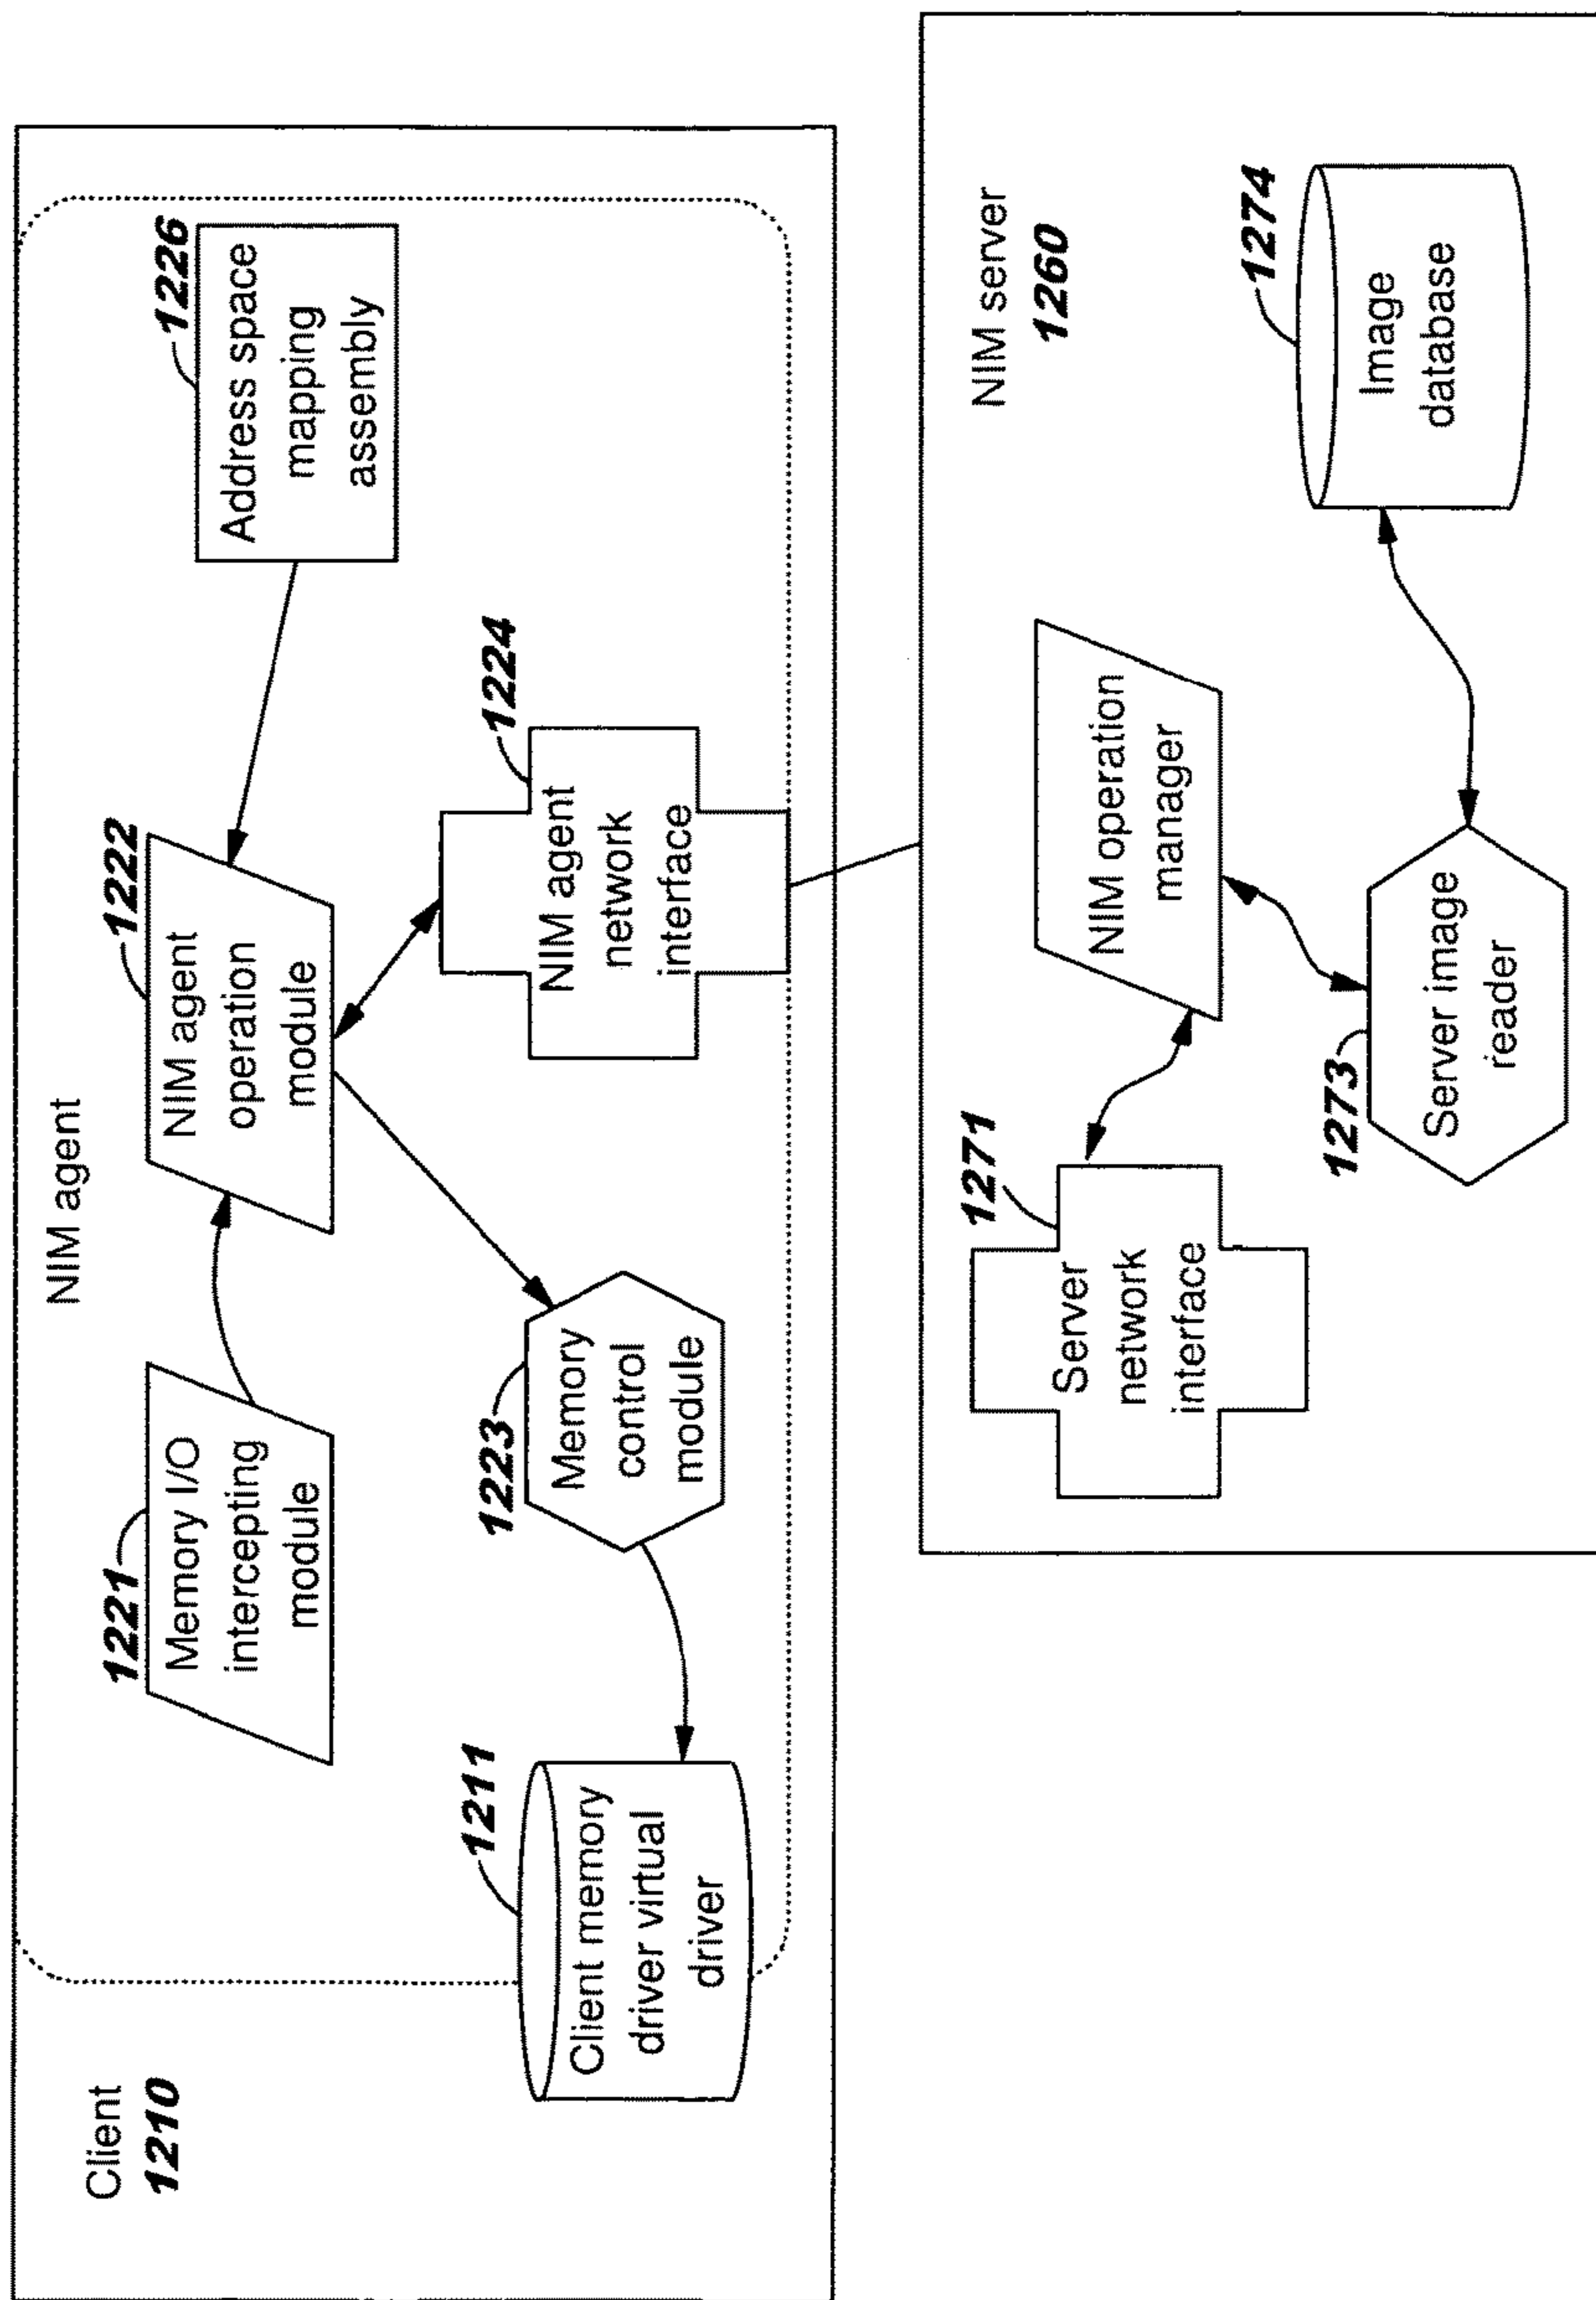 Client
1210
NIM agent
1221
Memory I/O
intercepting
module
1222
NIM agent
operation
module
1226
Address space
mapping
assembly
1211
Client memory
driver virtual
driver
1223
Memory
control
module
1224
NIM agent
network
interface
NIM server
1260
1271
Server
network
interface
NIM operation
manager
1273
Server image
reader
1274
Image
database